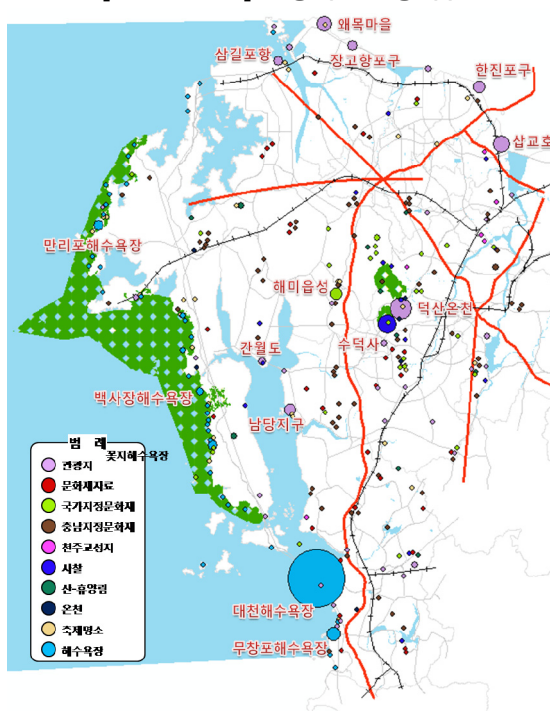 왜목마을
삼길포항
장고항포구
한진포구
삽교호
만리포해수욕장
해미읍성
덕산온천
수덕사
간월도
백사장해수욕장
남당지구
범 례
꽃지해수욕장
관광지
문화재자료
국가지정문화재
충남지정문화재
천주교성지
사찰
산·휴양림
온천
축제명소
해수욕장
대천해수욕장
무창포해수욕장